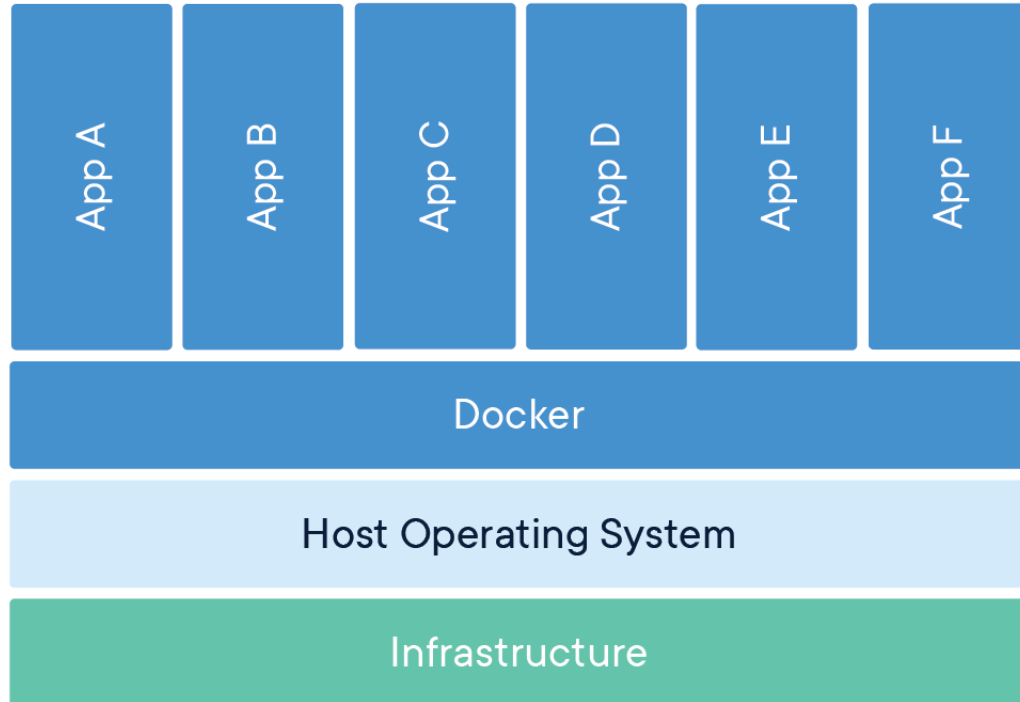 App A
App B
App C
App D
App E
App F
Docker
Host Operating System
Infrastructure